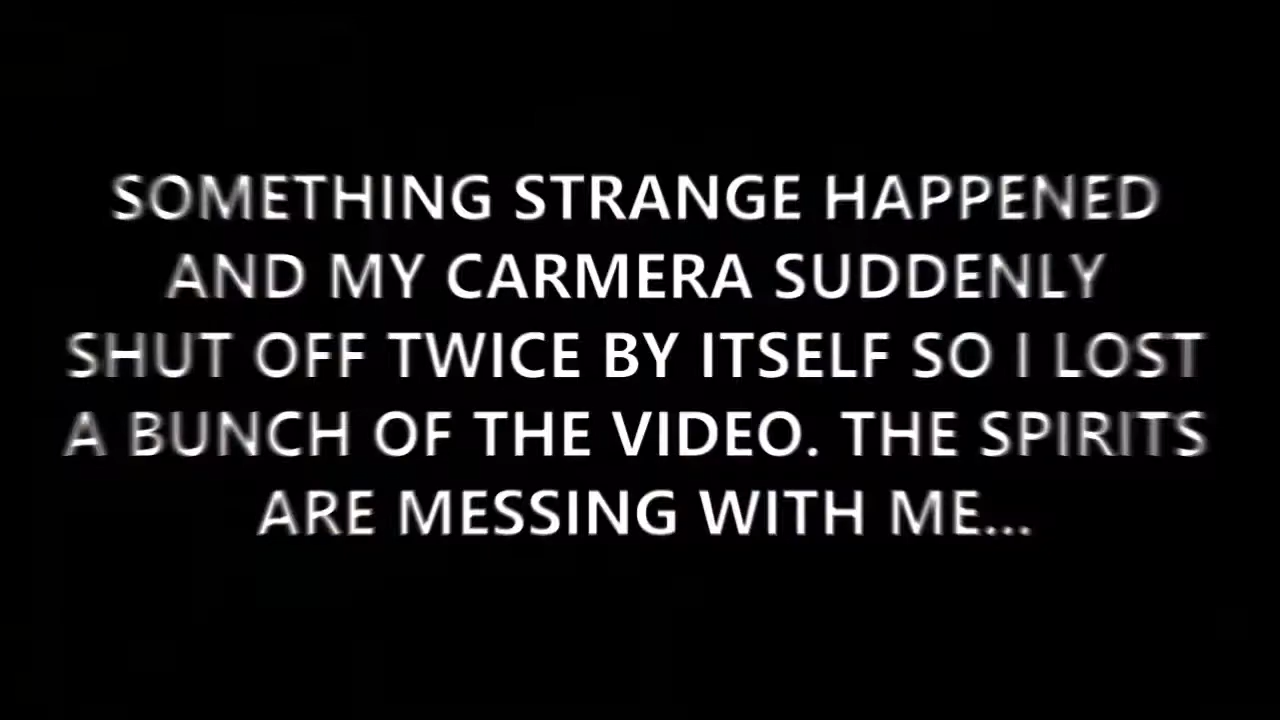 SOMETHING STRANGE HAPPENED
AND MY CARMERA SUDDENLY
SHUT OFF TWICE BY ITSELF SO I LOST
A BUNCH OF THE VIDEO. THE SPIRITS
ARE MESSING WITH ME...